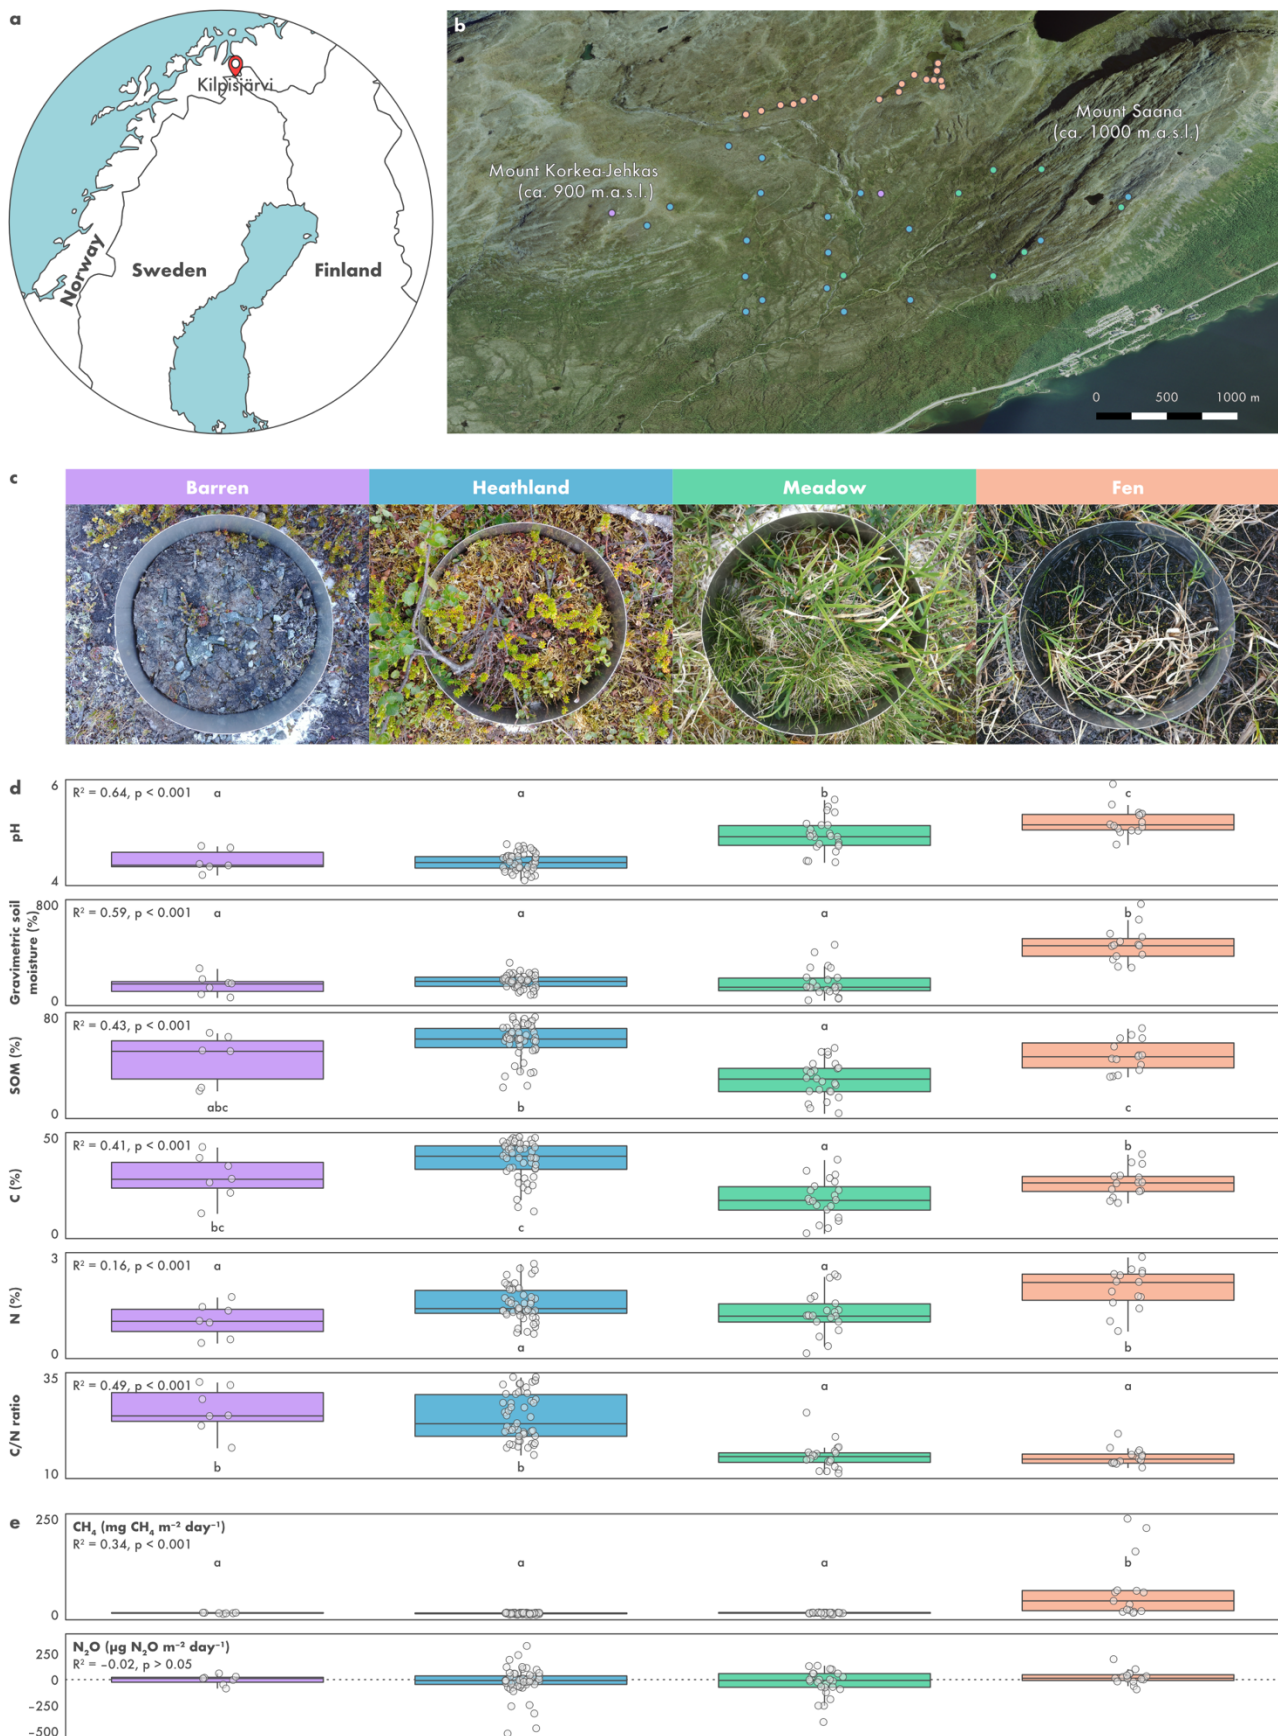 a
Kilpisjärvi
Norway
Sweden
Finland
b
Mount Saana
(ca. 1000 m.a.s.l.)
Mount Korkea-Jehkas
(ca. 900 m.a.s.l.)
0 500 1000 m
c
Barren Heathland Meadow Fen
d
pH
6
4
R² = 0.64, p < 0.001
a a b c
Gravimetric soil
moisture (%)
800
0
R² = 0.59, p < 0.001
a a a b
SOM (%)
80
0
R² = 0.43, p < 0.001
abc b a c
C (%)
50
0
R² = 0.41, p < 0.001
bc c a b
N (%)
3
0
R² = 0.16, p < 0.001
a a a b
C/N ratio
35
10
R² = 0.49, p < 0.001
b b a a
e
CH₄ (mg CH₄ m⁻² day⁻¹)
R² = 0.34, p < 0.001
250
0
a a a b
N₂O (µg N₂O m⁻² day⁻¹)
R² = −0.02, p > 0.05
250
0
−250
−500